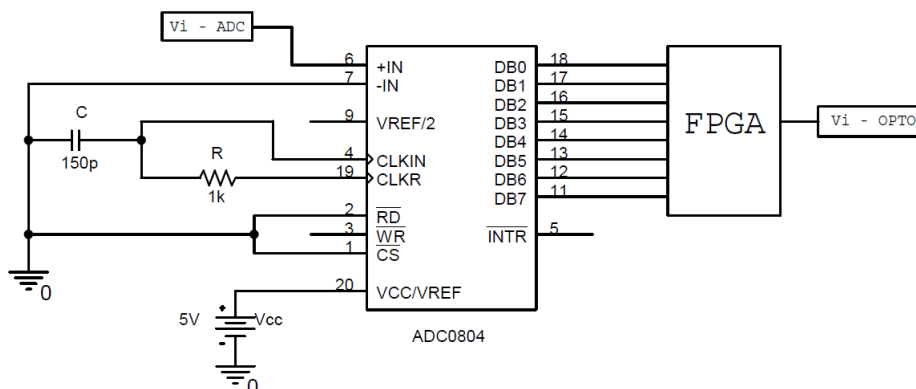 Vi - ADC
6 +IN
7 -IN
9 VREF/2
4 CLKIN
19 CLKR
2 RD
3 WR
1 CS
20 VCC/VREF
DB0 18
DB1 17
DB2 16
DB3 15
DB4 14
DB5 13
DB6 12
DB7 11
INTR 5
ADC0804
FPGA
Vi - OPTO
C
150p
R
1k
0
5V
Vcc
0